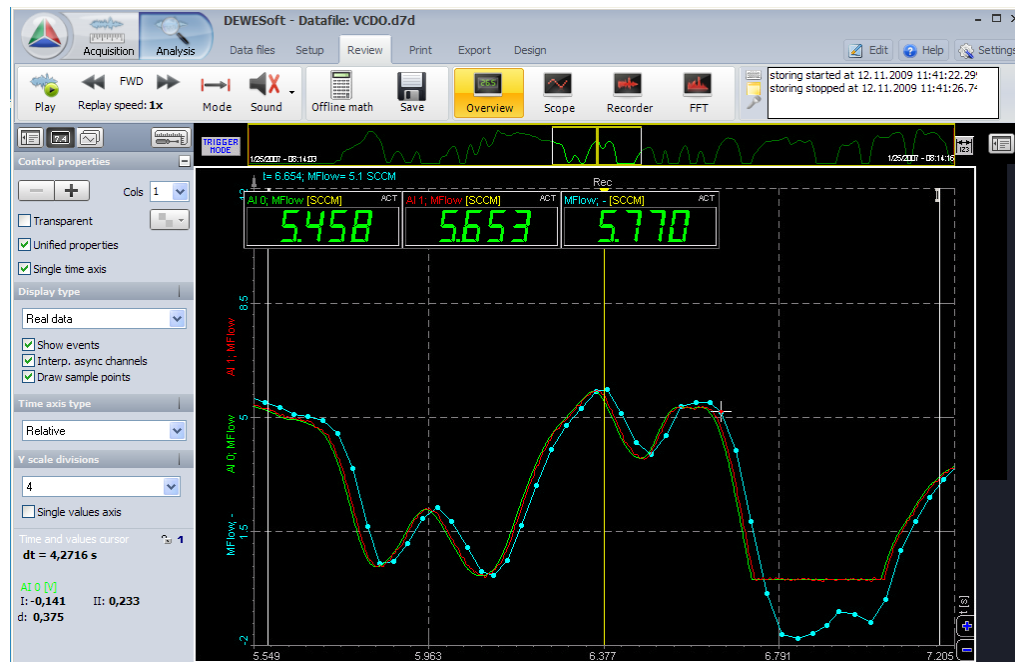 DEWESoft - Datafile: VCDO.d7d
Acquisition
Analysis
Data files
Setup
Review
Print
Export
Design
Edit
Help
Settings
Play
FWD
Replay speed: 1x
Mode
Sound
Offline math
Save
Overview
Scope
Recorder
FFT
storing started at 12.11.2009 11:41:22.29
storing stopped at 12.11.2009 11:41:26.74
7.4
Control properties
Cols 1
Transparent
Unified properties
Single time axis
Display type
Real data
Show events
Interp. async channels
Draw sample points
Time axis type
Relative
Y scale divisions
4
Single values axis
Time and values cursor 1
dt = 4,2716 s
AI 0 [V]
I: -0,141 II: 0,233
d: 0,375
TRIGGER
MODE
1/25/2007 - 08:14:03
1/25/2007 - 08:14:16
123
t= 6.654; MFlow= 5.1 SCCM
Rec
AI 0; MFlow [SCCM] ACT
5.458
AI 1; MFlow [SCCM] ACT
5.653
MFlow; - [SCCM] ACT
5.770
8.5
5
1.5
-2
AI 1; MFlow
AI 0; MFlow
MFlow; -
5.549
5.963
6.377
6.791
7.205
t [s]